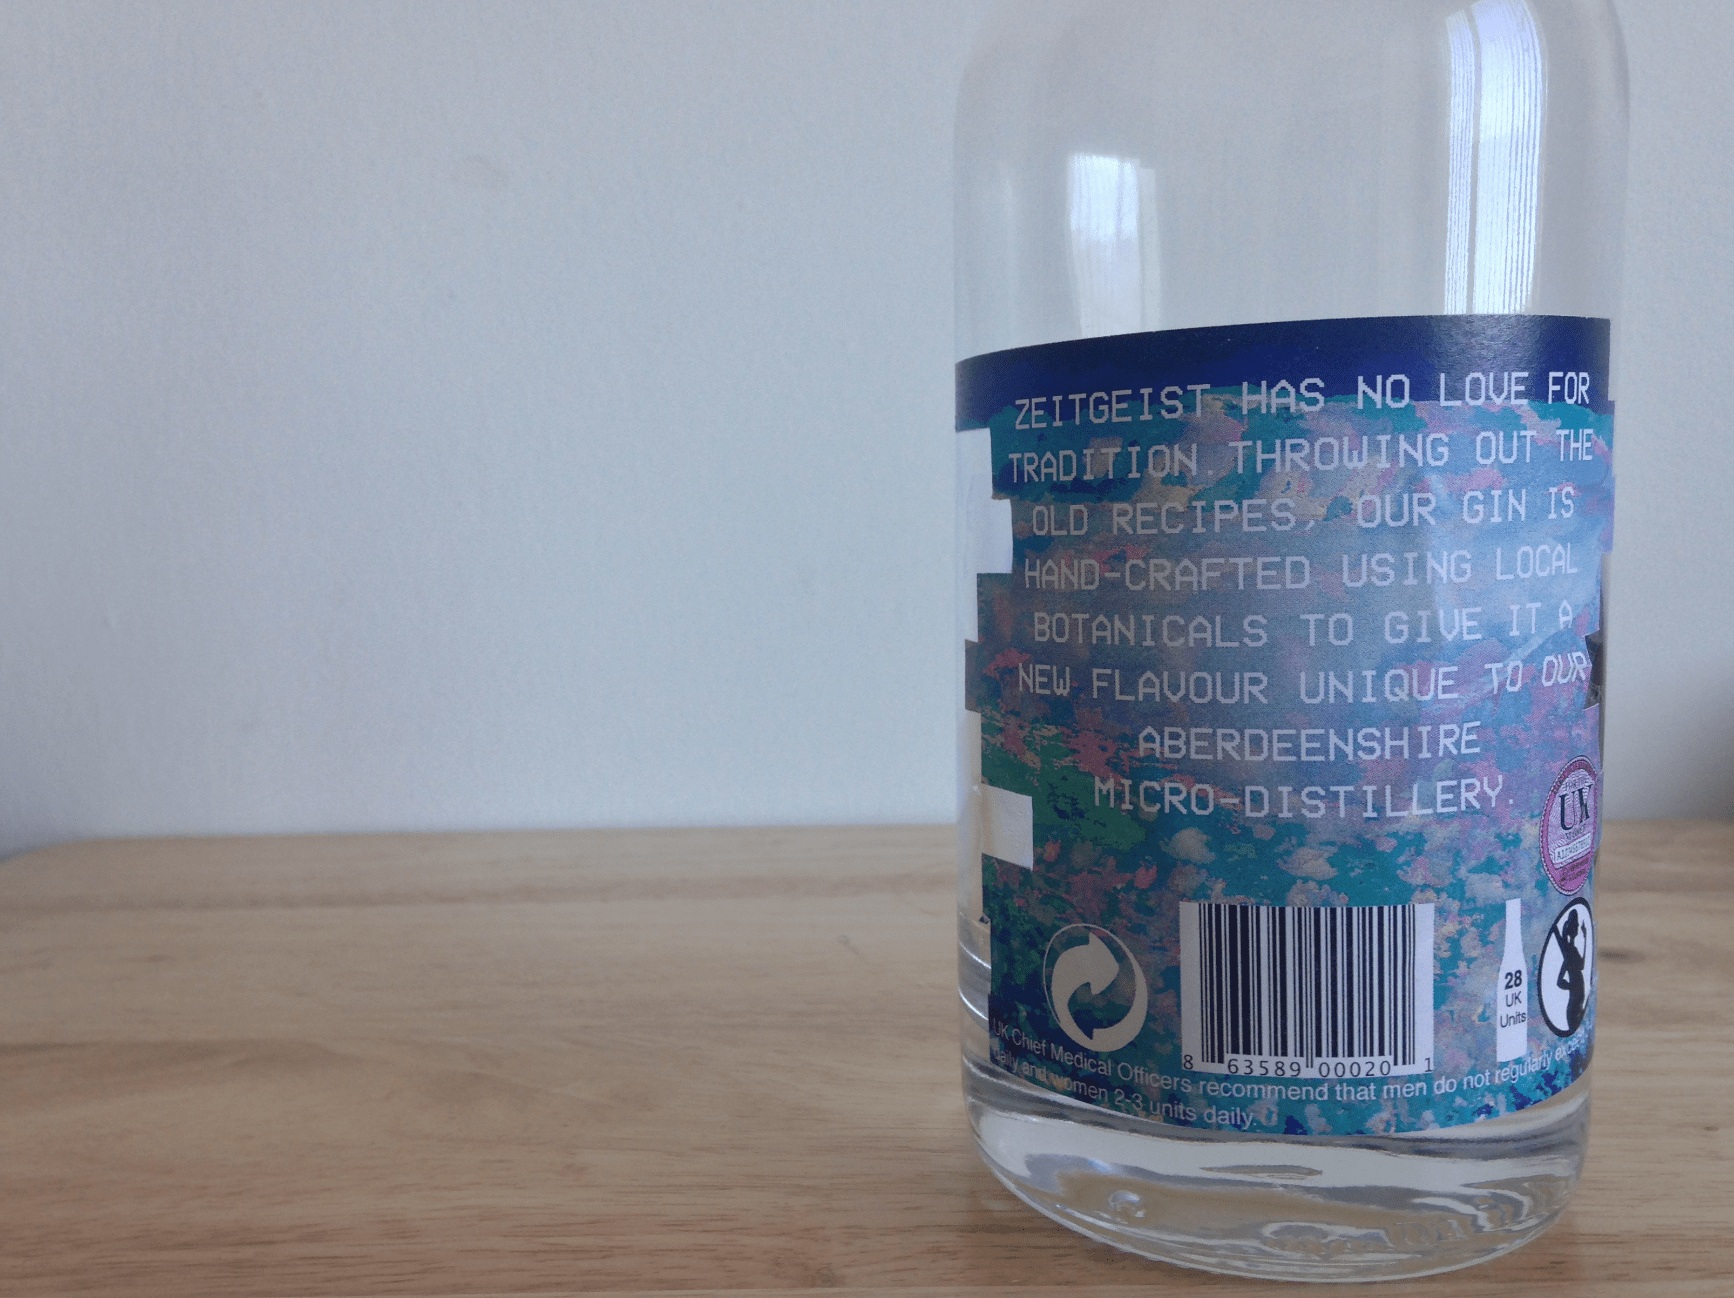 ZEITGEIST HAS NO LOVE FOR
TRADITION. THROWING OUT THE
OLD RECIPES, OUR GIN IS
HAND-CRAFTED USING LOCAL
BOTANICALS TO GIVE IT A
NEW FLAVOUR UNIQUE TO OUR
ABERDEENSHIRE
MICRO-DISTILLERY.
UX
28
UK
Units
8 63589 00020 1
UK Chief Medical Officers recommend that men do not regularly
daily and women 2-3 units daily.